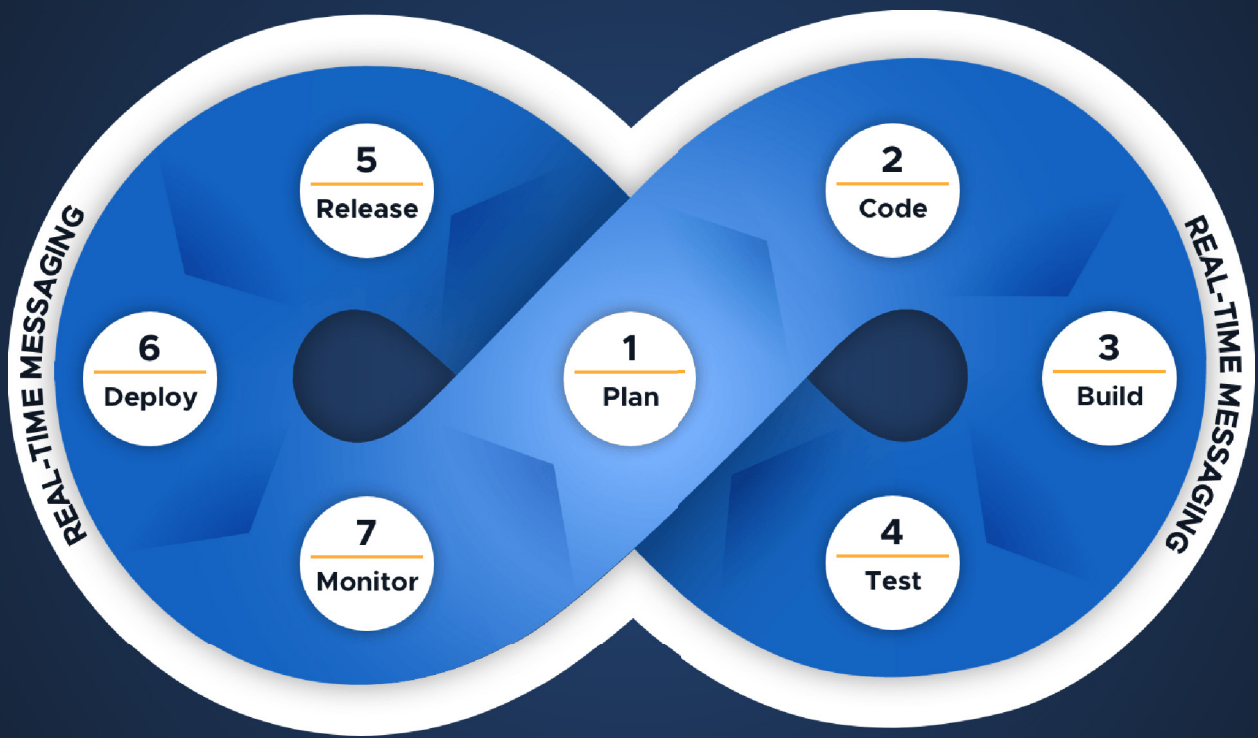 REAL-TIME MESSAGING
5
Release
6
Deploy
7
Monitor
1
Plan
2
Code
3
Build
4
Test
REAL-TIME MESSAGING